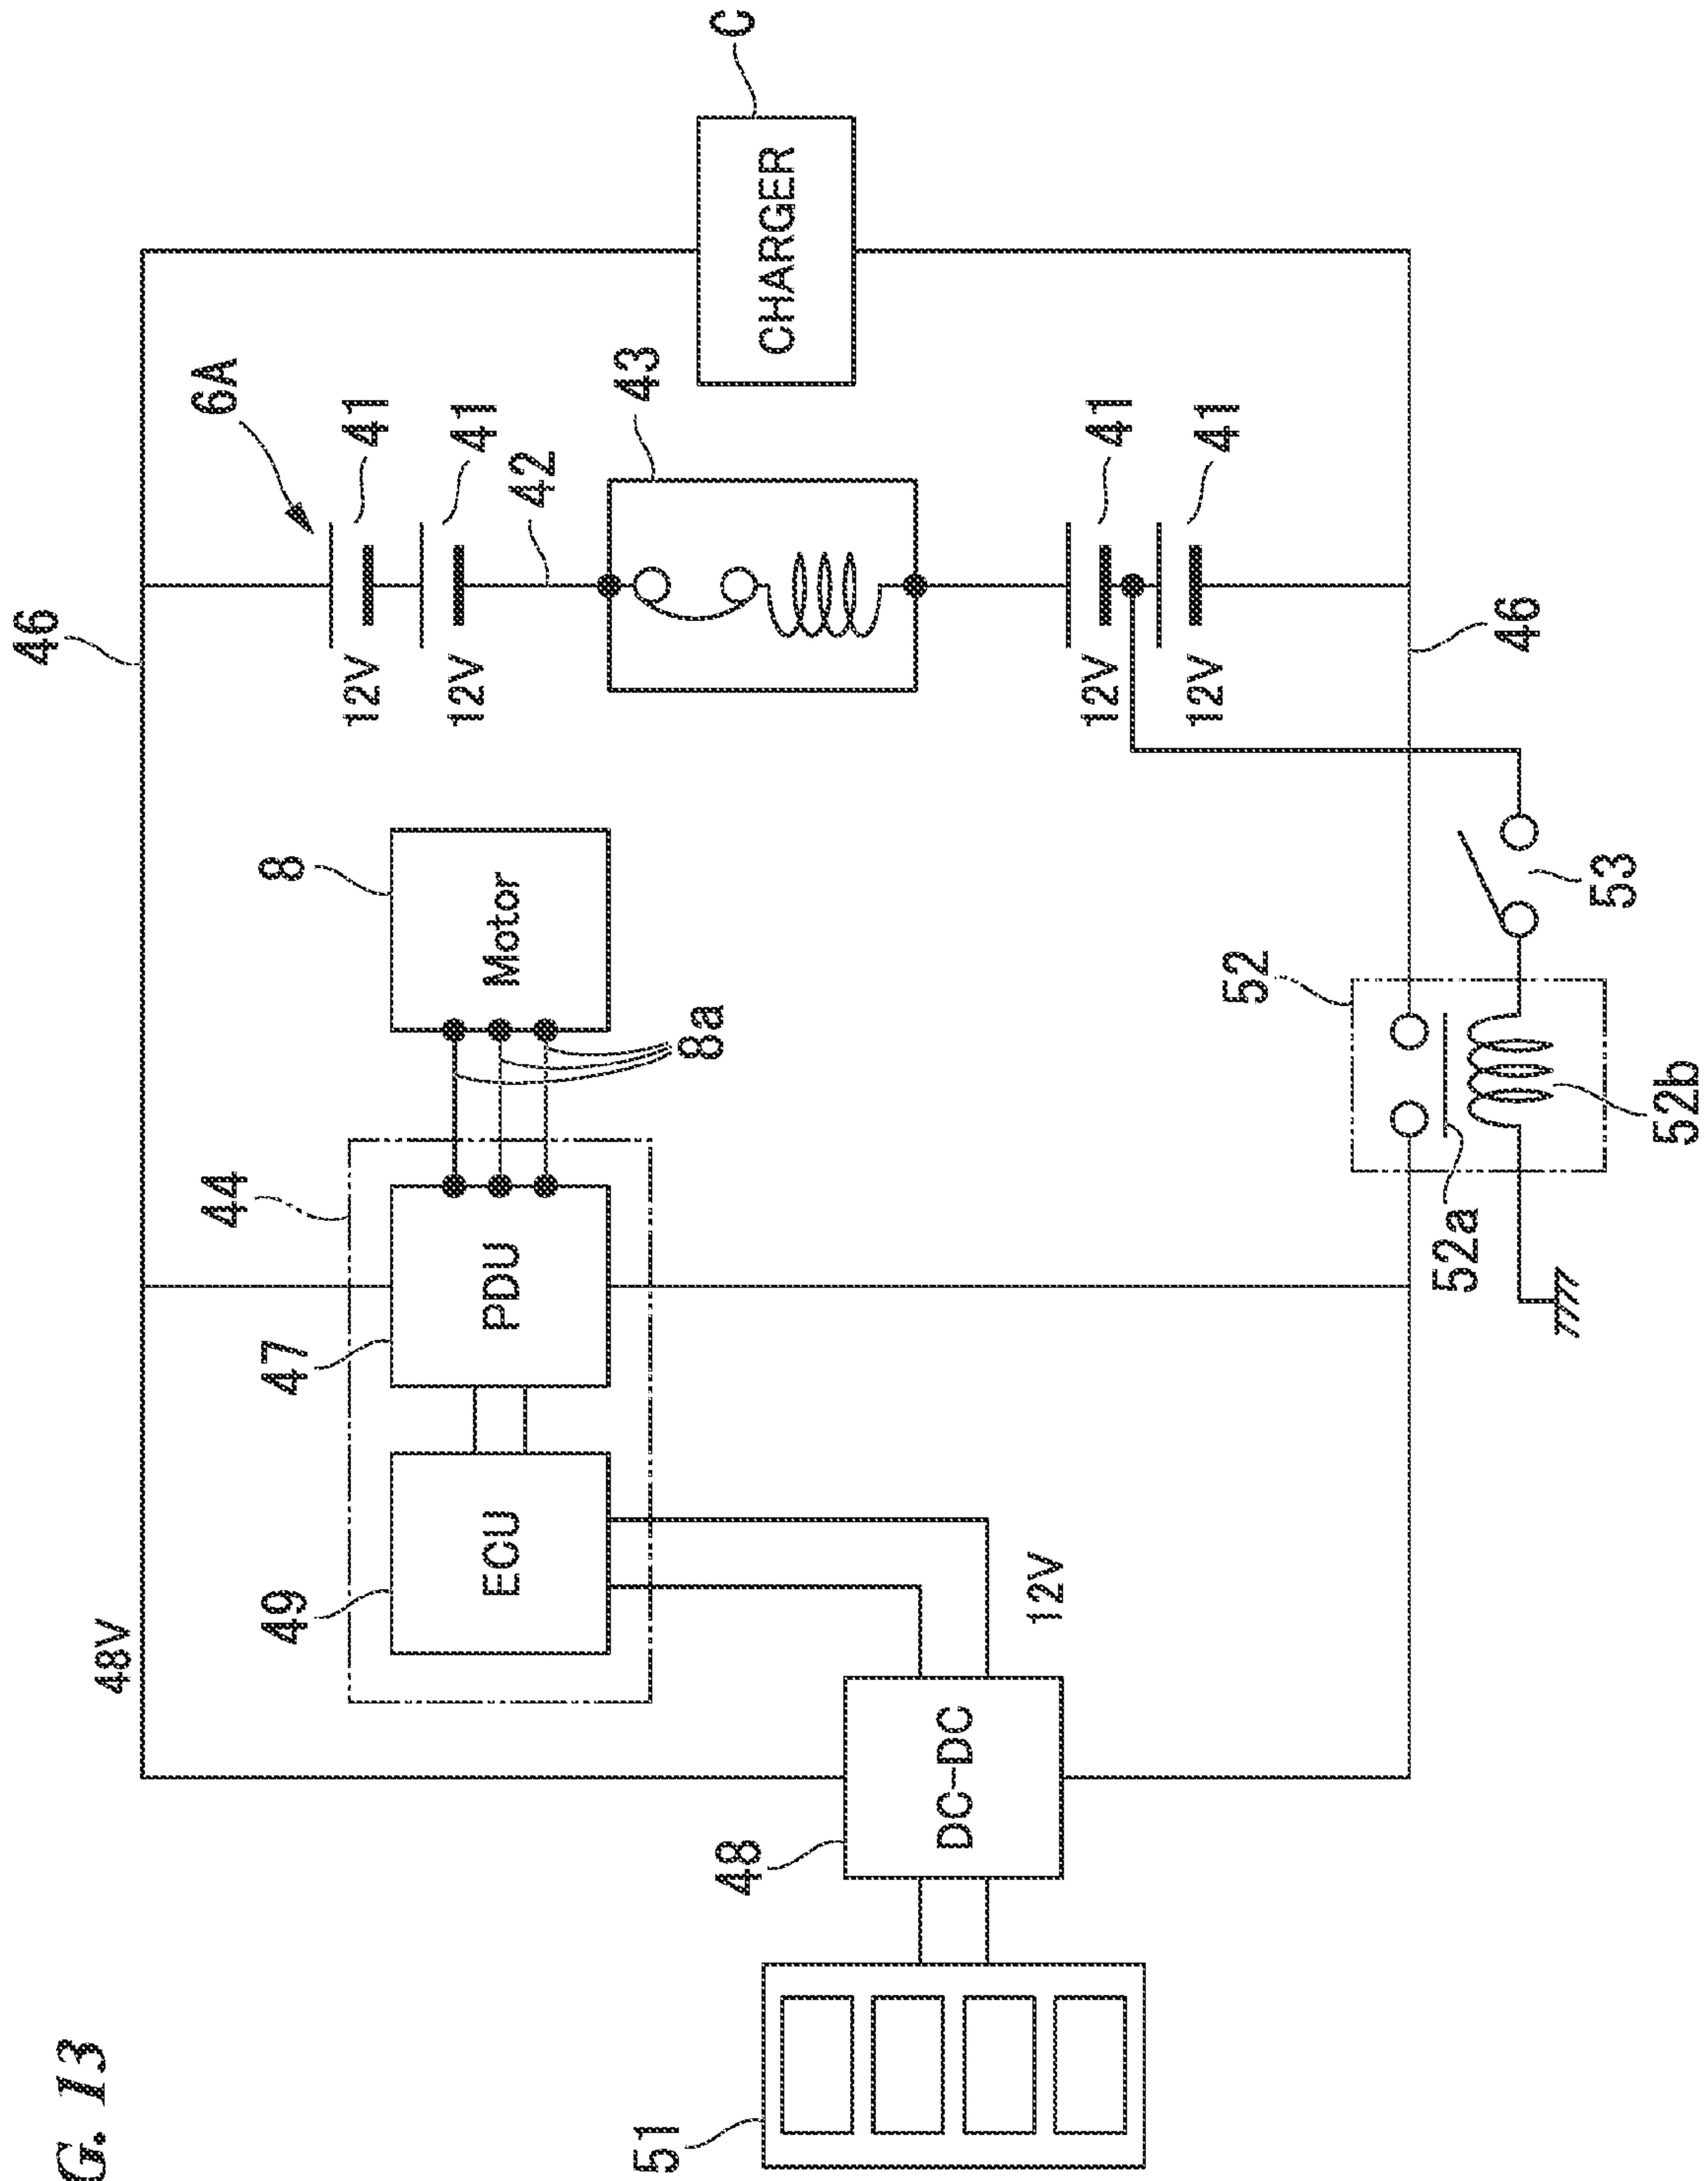 G. 13
46
48V
6A
41
41
12V
12V
42
43
C
CHARGER
8
Motor
8a
44
47
PDU
49
ECU
12V
48
DC-DC
51
41
41
12V
12V
46
53
52
52a
52b